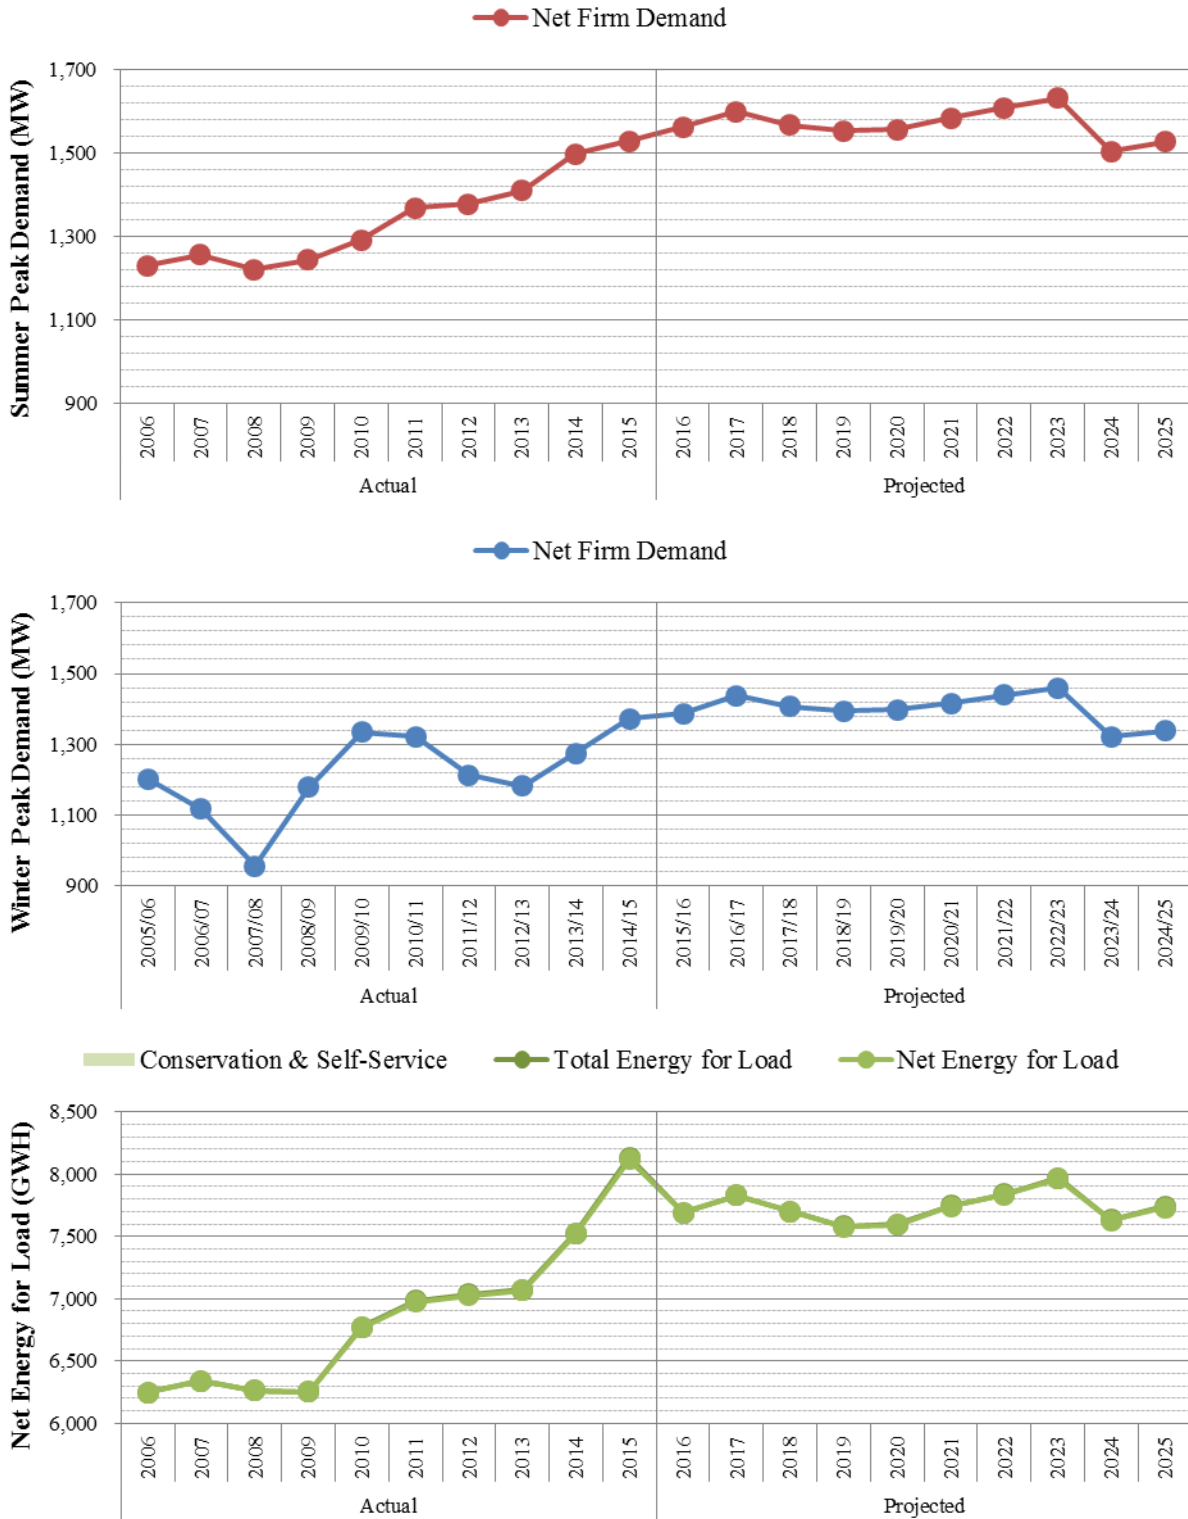 Net Firm Demand
Summer Peak Demand (MW)
1,700
1,500
1,300
1,100
900
2006 2007 2008 2009 2010 2011 2012 2013 2014 2015 2016 2017 2018 2019 2020 2021 2022 2023 2024 2025
Actual Projected
Net Firm Demand
Winter Peak Demand (MW)
1,700
1,500
1,300
1,100
900
2005/06 2006/07 2007/08 2008/09 2009/10 2010/11 2011/12 2012/13 2013/14 2014/15 2015/16 2016/17 2017/18 2018/19 2019/20 2020/21 2021/22 2022/23 2023/24 2024/25
Actual Projected
Conservation & Self-Service Total Energy for Load Net Energy for Load
Net Energy for Load (GWH)
8,500
8,000
7,500
7,000
6,500
6,000
2006 2007 2008 2009 2010 2011 2012 2013 2014 2015 2016 2017 2018 2019 2020 2021 2022 2023 2024 2025
Actual Projected